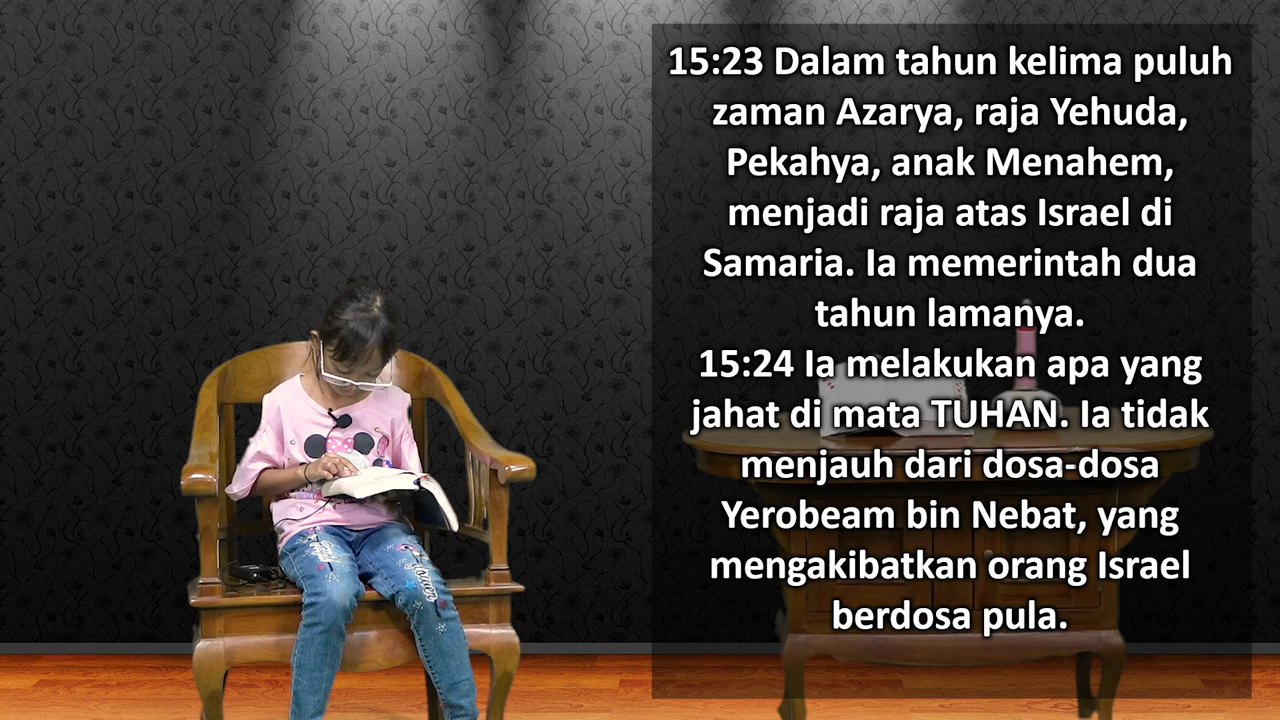 15:23 Dalam tahun kelima puluh
zaman Azarya, raja Yehuda,
Pekahya, anak Menahem,
menjadi raja atas Israel di
Samaria. Ia memerintah dua
tahun lamanya.
15:24 Ia melakukan apa yang
jahat di mata TUHAN. Ia tidak
menjauh dari dosa-dosa
Yerobeam bin Nebat, yang
mengakibatkan orang Israel
berdosa pula.